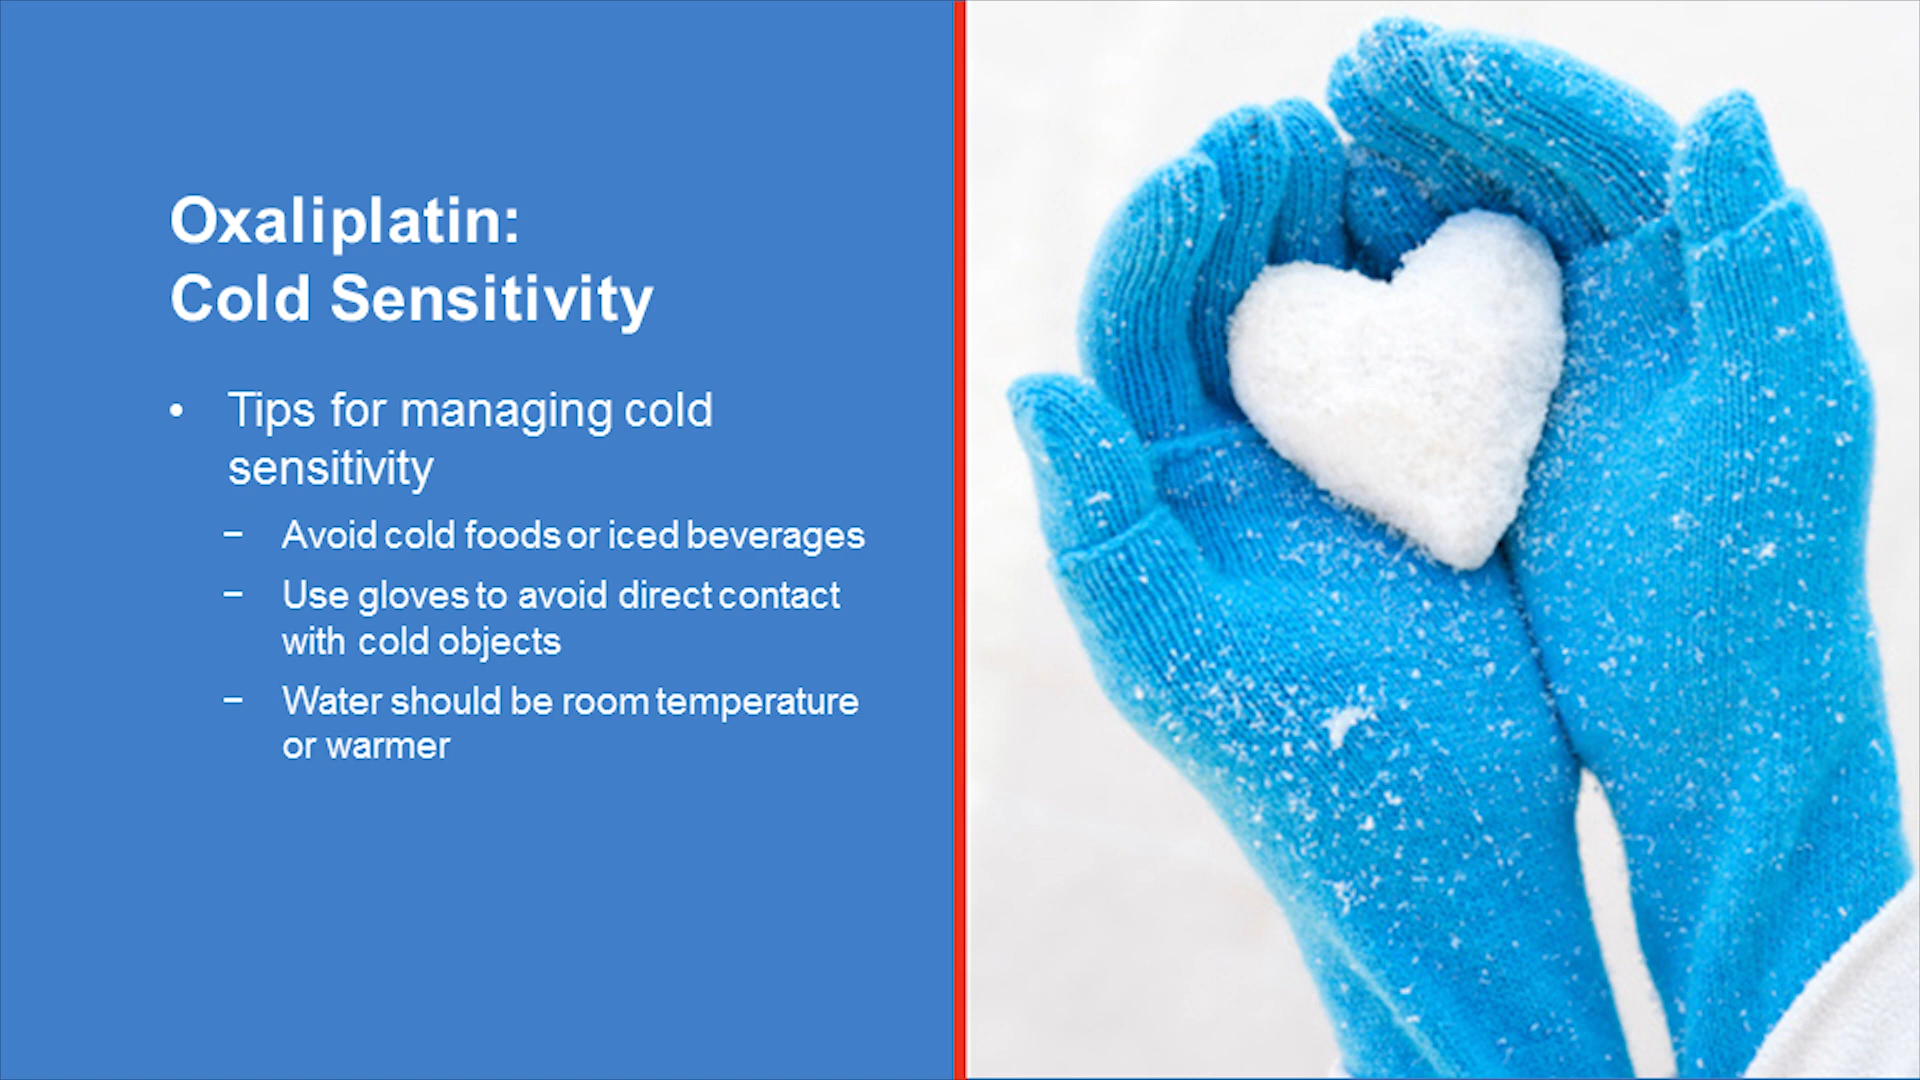 Oxaliplatin:
Cold Sensitivity
• Tips for managing cold
sensitivity
− Avoid cold foods or iced beverages
− Use gloves to avoid direct contact
with cold objects
− Water should be room temperature
or warmer